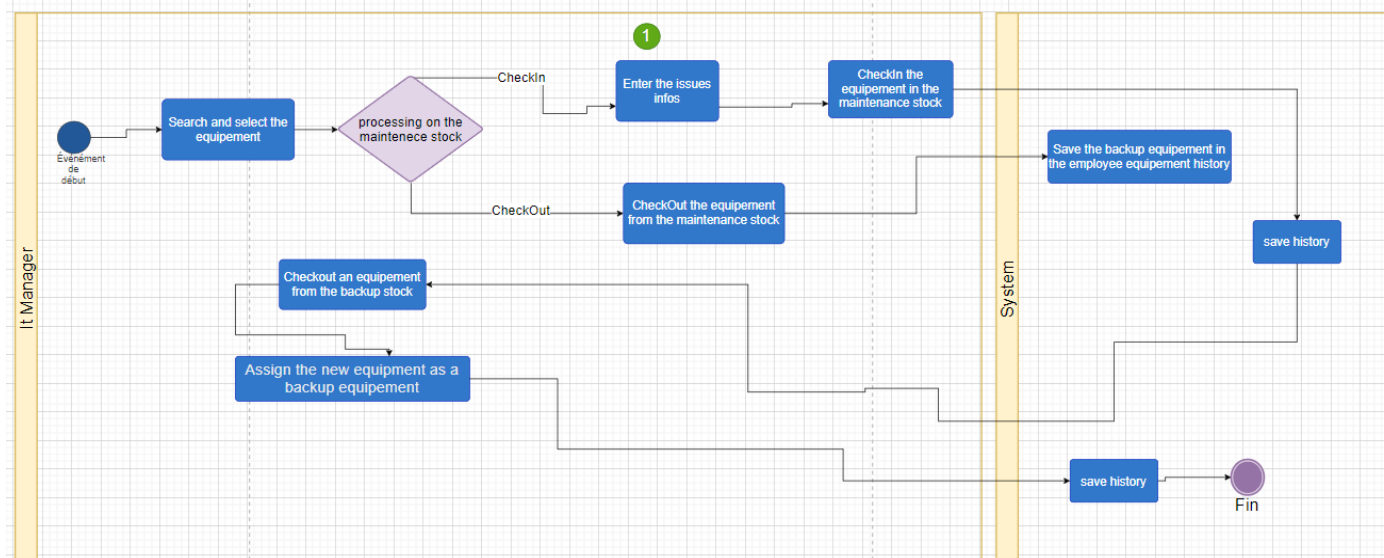 It Manager
Événement
de
début
Search and select the
equipement
processing on the
maintenece stock
CheckIn
CheckOut
1
Enter the issues
infos
CheckIn the
equipement in the
maintenance stock
CheckOut the equipement
from the maintenance stock
Checkout an equipement
from the backup stock
Assign the new equipment as a
backup equipement
System
Save the backup equipement in
the employee equipement history
save history
save history
Fin